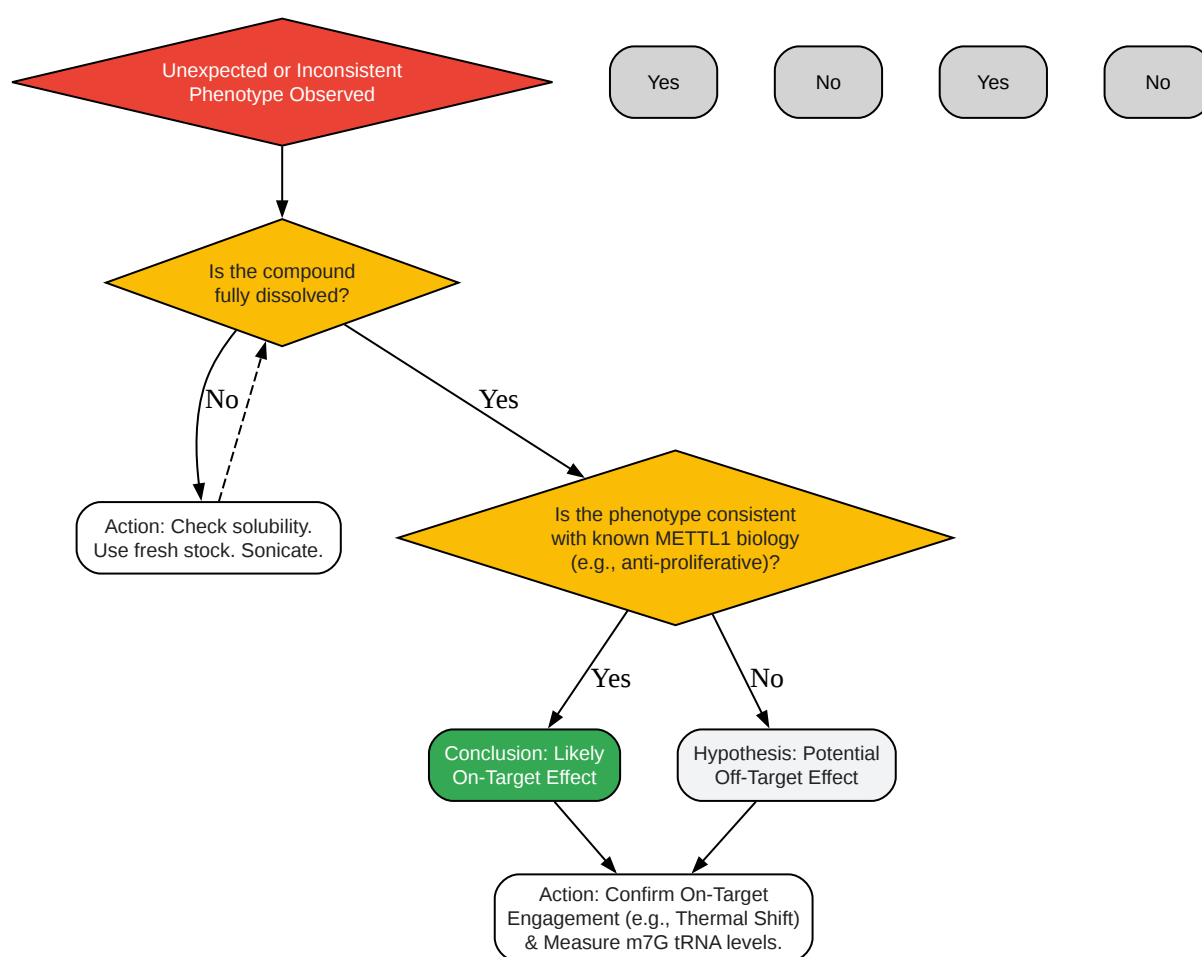 Unexpected or Inconsistent
Phenotype Observed
Yes
No
Yes
No
Is the compound
fully dissolved?
No
Yes
Action: Check solubility.
Use fresh stock. Sonicate.
Is the phenotype consistent
with known METTL1 biology
(e.g., anti-proliferative)?
Yes
No
Conclusion: Likely
On-Target Effect
Hypothesis: Potential
Off-Target Effect
Action: Confirm On-Target
Engagement (e.g., Thermal Shift)
& Measure m7G tRNA levels.